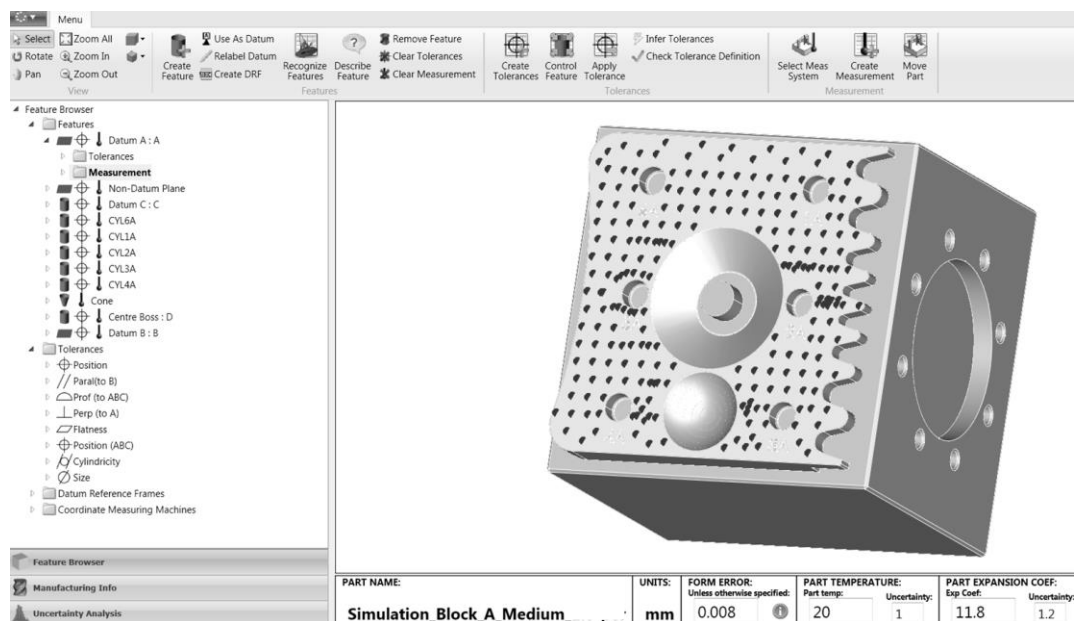 Menu
Select Zoom All Use As Datum Remove Feature Infer Tolerances
Rotate Zoom In Relabel Datum Clear Tolerances Check Tolerance Definition
Pan Zoom Out Create DRF Clear Measurement
Create Feature Recognize Features Describe Feature Create Tolerances Control Feature Apply Tolerance Select Meas System Create Measurement Move Part
View Features Tolerances Measurement
Feature Browser
Features
Datum A : A
Tolerances
Measurement
Non-Datum Plane
Datum C : C
CYL6A
CYL1A
CYL2A
CYL3A
CYL4A
Cone
Centre Boss : D
Datum B : B
Tolerances
Position
Paral(to B)
Prof (to ABC)
Perp (to A)
Flatness
Position (ABC)
Cylindricity
Size
Datum Reference Frames
Coordinate Measuring Machines
Feature Browser
Manufacturing Info
Uncertainty Analysis
PART NAME: UNITS: FORM ERROR: PART TEMPERATURE: PART EXPANSION COEF:
Unless otherwise specified: Part temp: Uncertainty: Exp Coef: Uncertainty:
Simulation_Block_A_Medium mm 0.008 20 1 11.8 1.2